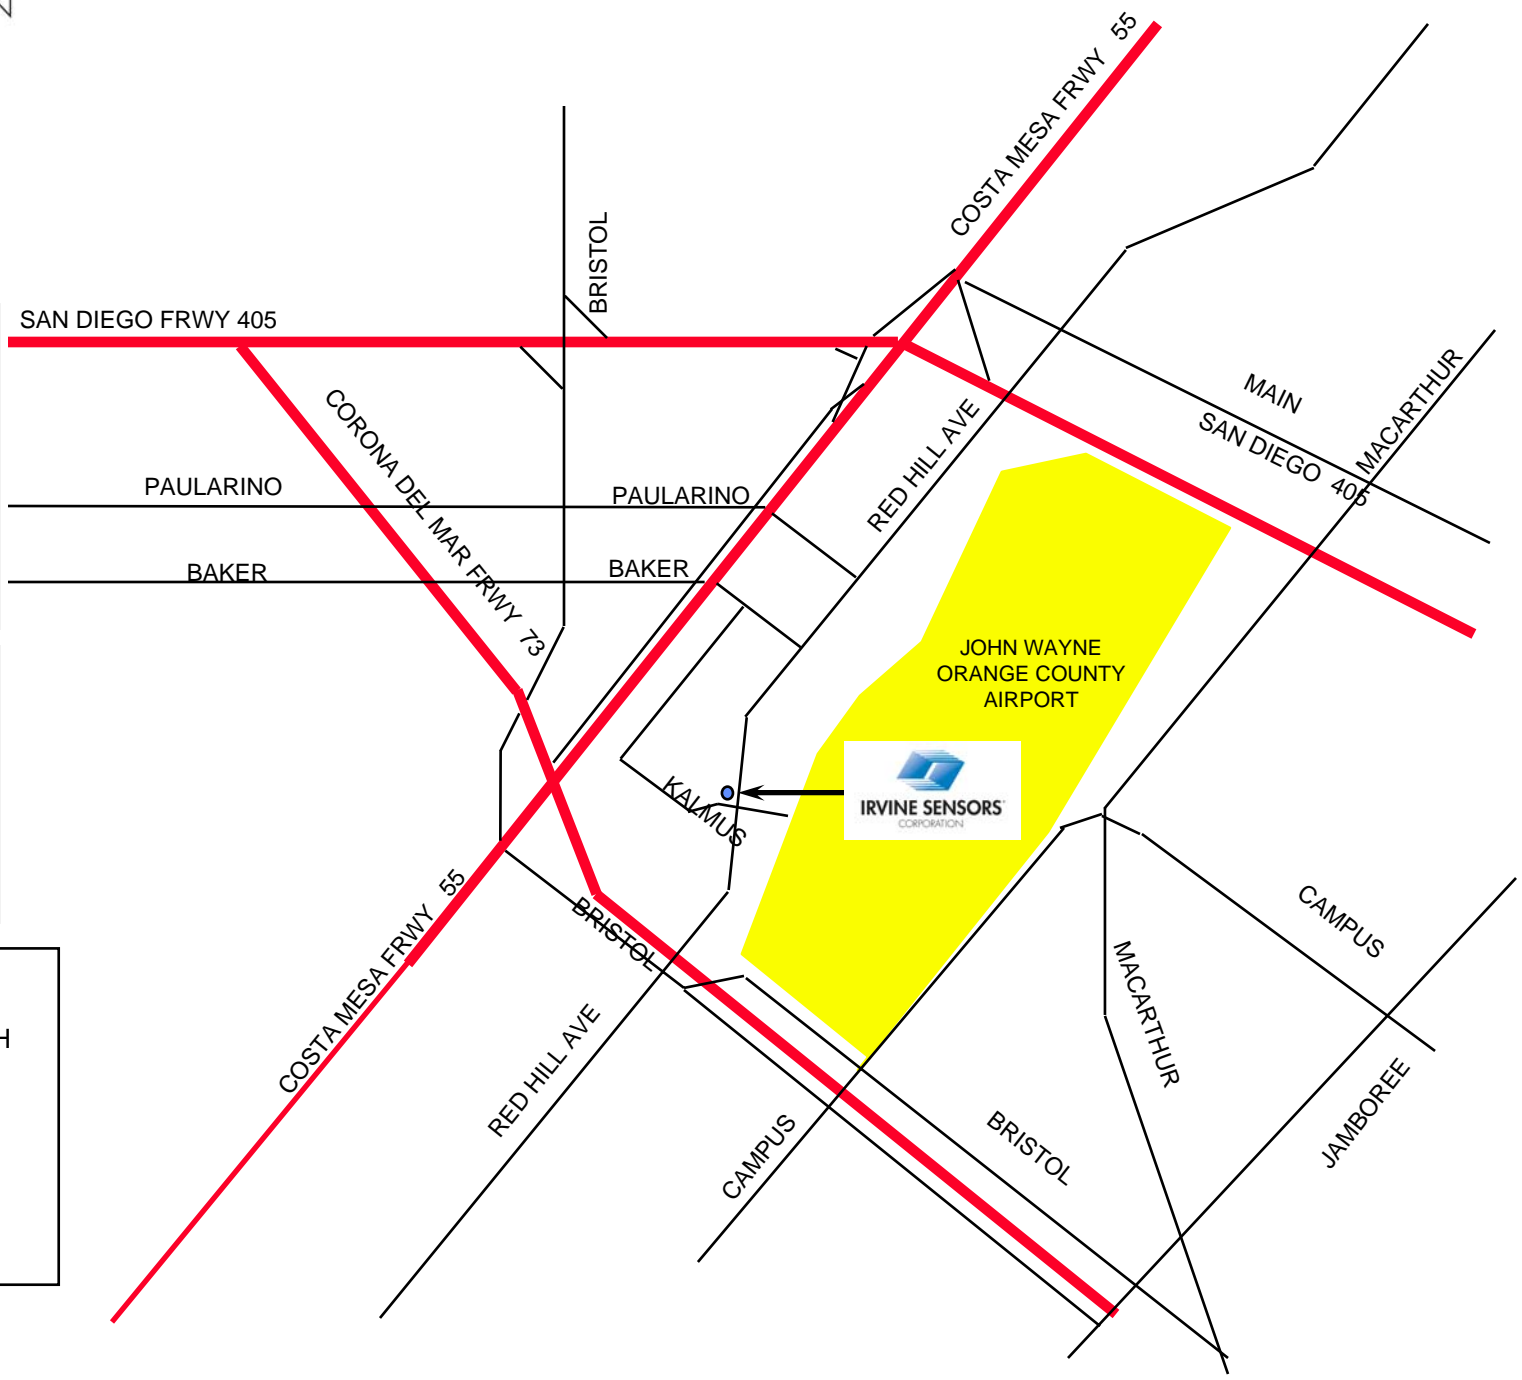 COSTA MESA FRWY 55
BRISTOL
SAN DIEGO FRWY 405
MAIN
MACARTHUR
SAN DIEGO 405
CORONA DEL MAR FRWY 73
RED HILL AVE
PAULARINO
PAULARINO
BAKER
BAKER
JOHN WAYNE
ORANGE COUNTY
AIRPORT
IRVINE SENSORS
CORPORATION
KALMUS
COSTA MESA FRWY 55
BRISTOL
CAMPUS
MACARTHUR
H
RED HILL AVE
JAMBOREE
CAMPUS
BRISTOL